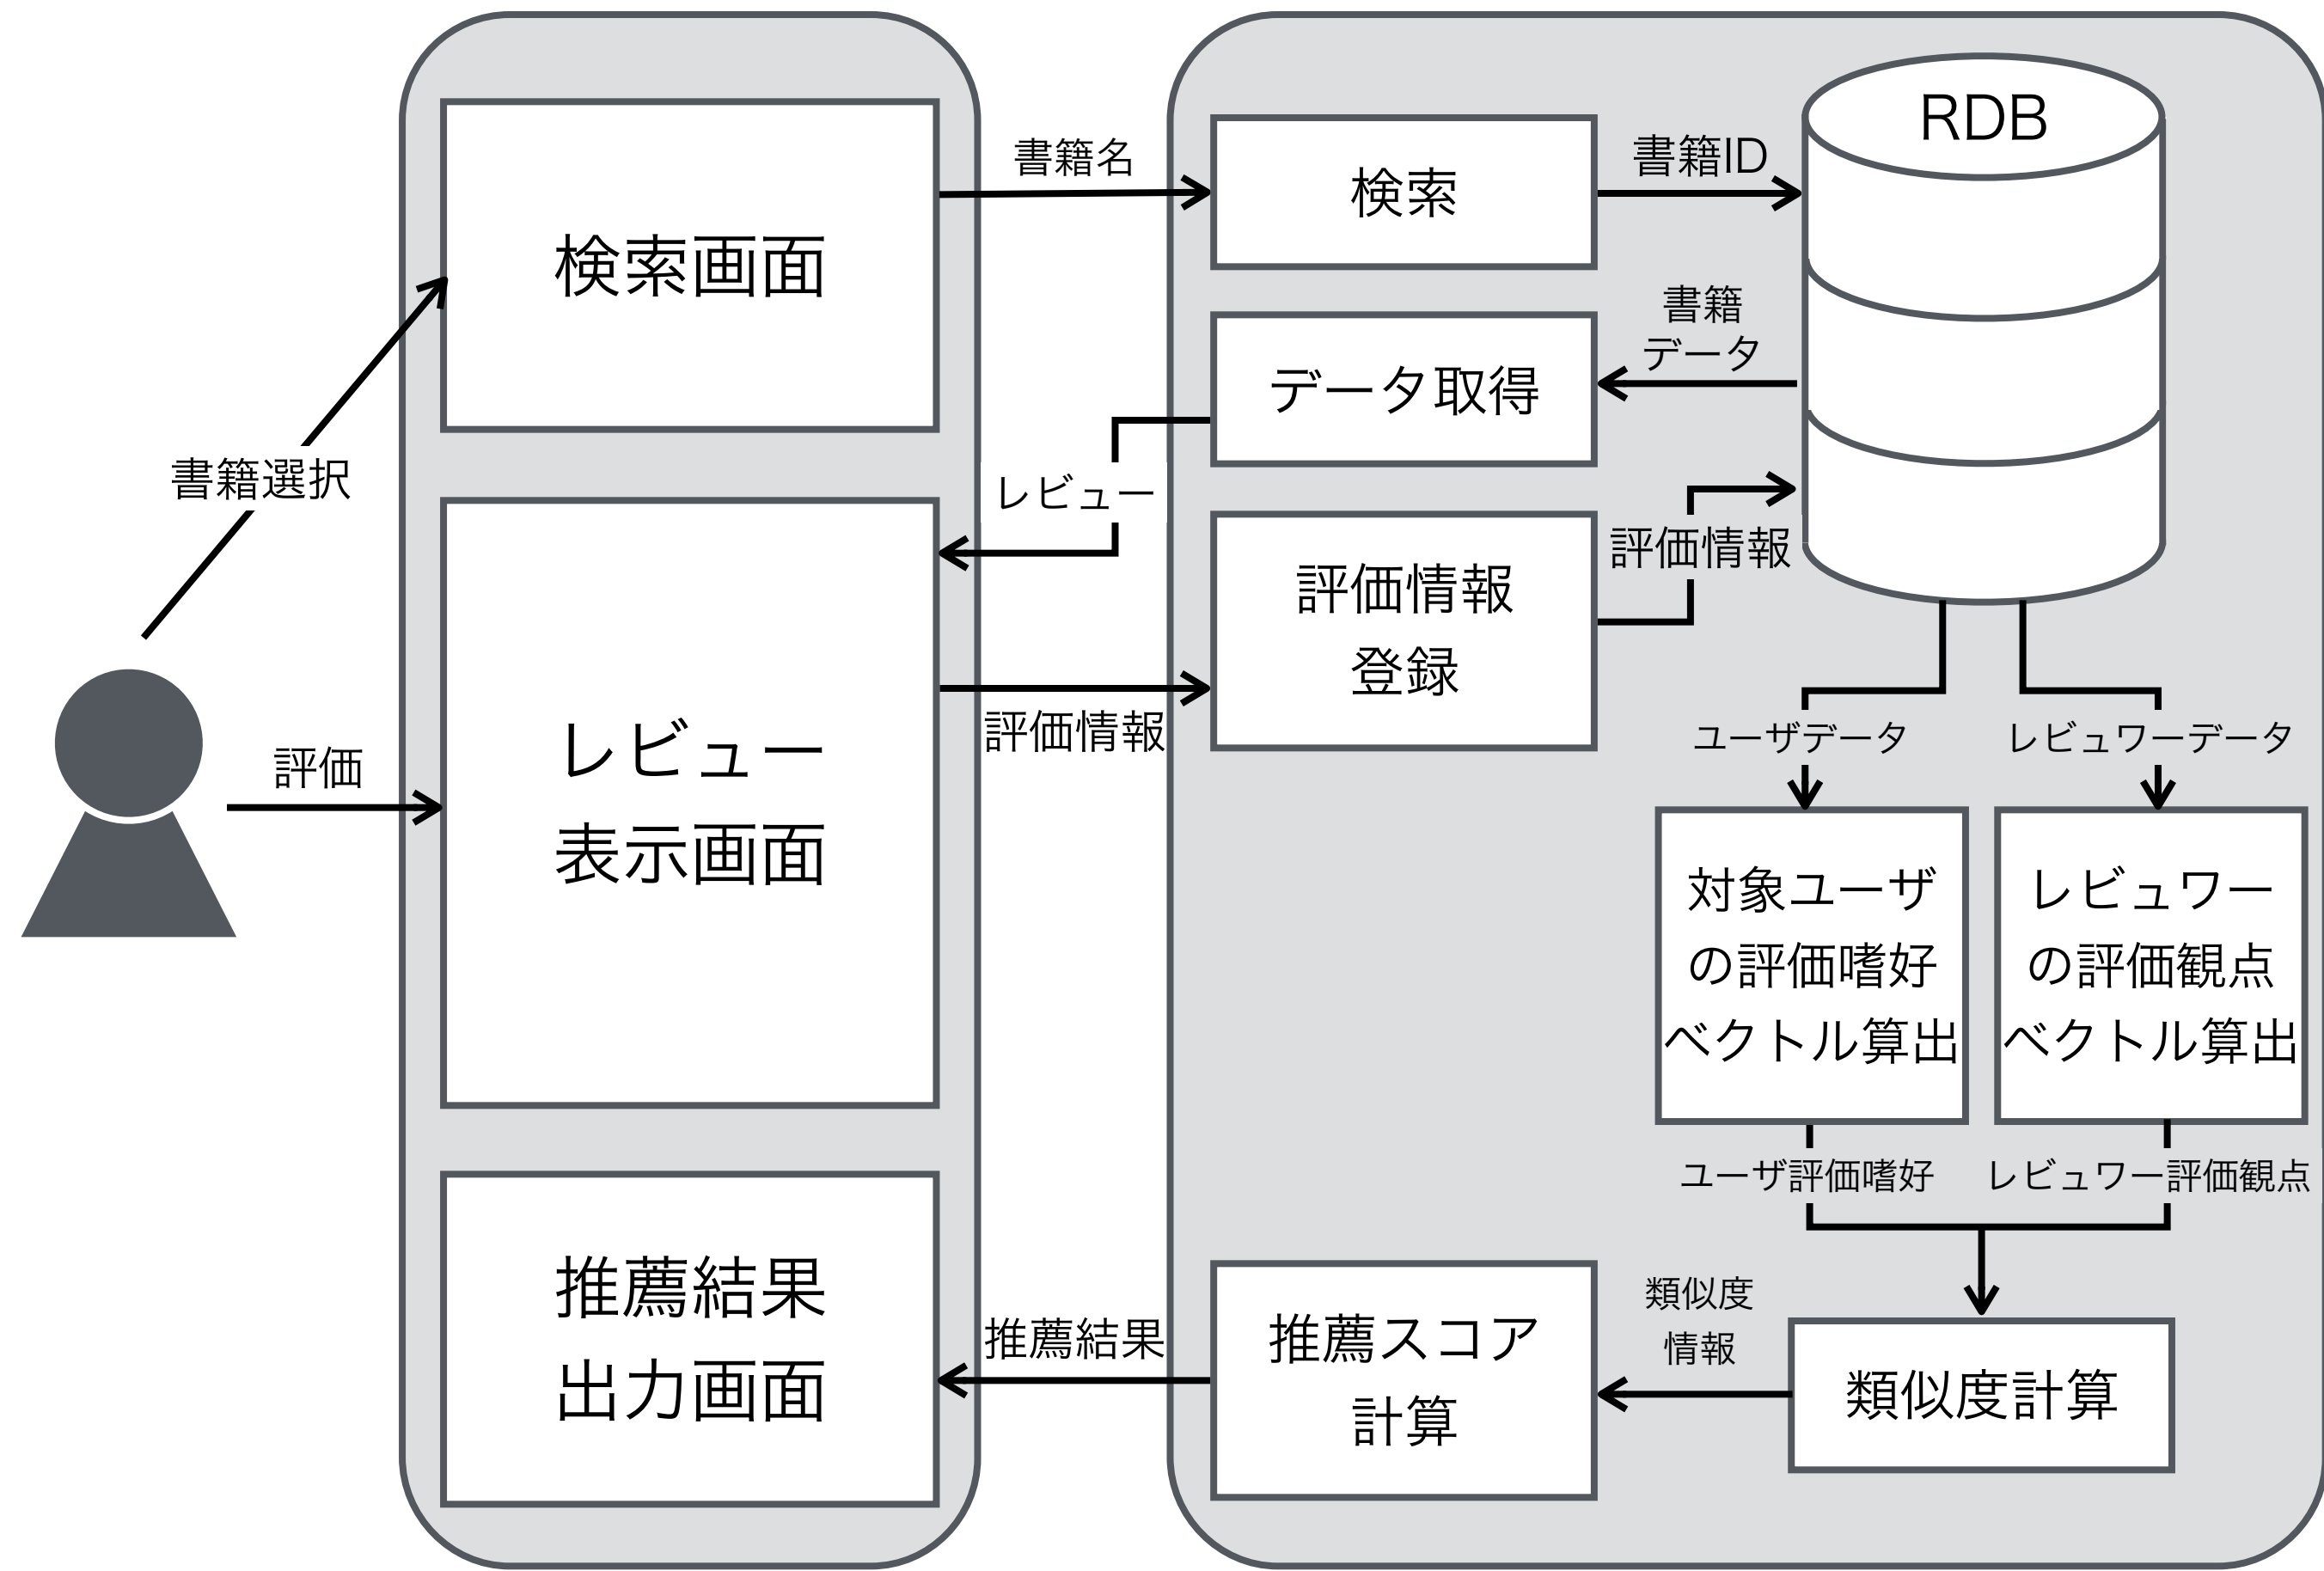 RDB
書籍名
書籍ID
検索
検索画面
書籍
データ
データ取得
書籍選択
レビュー
評価情報
評価情報
登録
レビュー
表示画面
評価情報
評価
ユーザデータ
レビュワーデータ
対象ユーザ
の評価嗜好
ベクトル算出
レビュワー
の評価観点
ベクトル算出
ユーザ評価嗜好
レビュワー評価観点
推薦結果
出力画面
推薦結果
推薦スコア
計算
類似度
情報
類似度計算